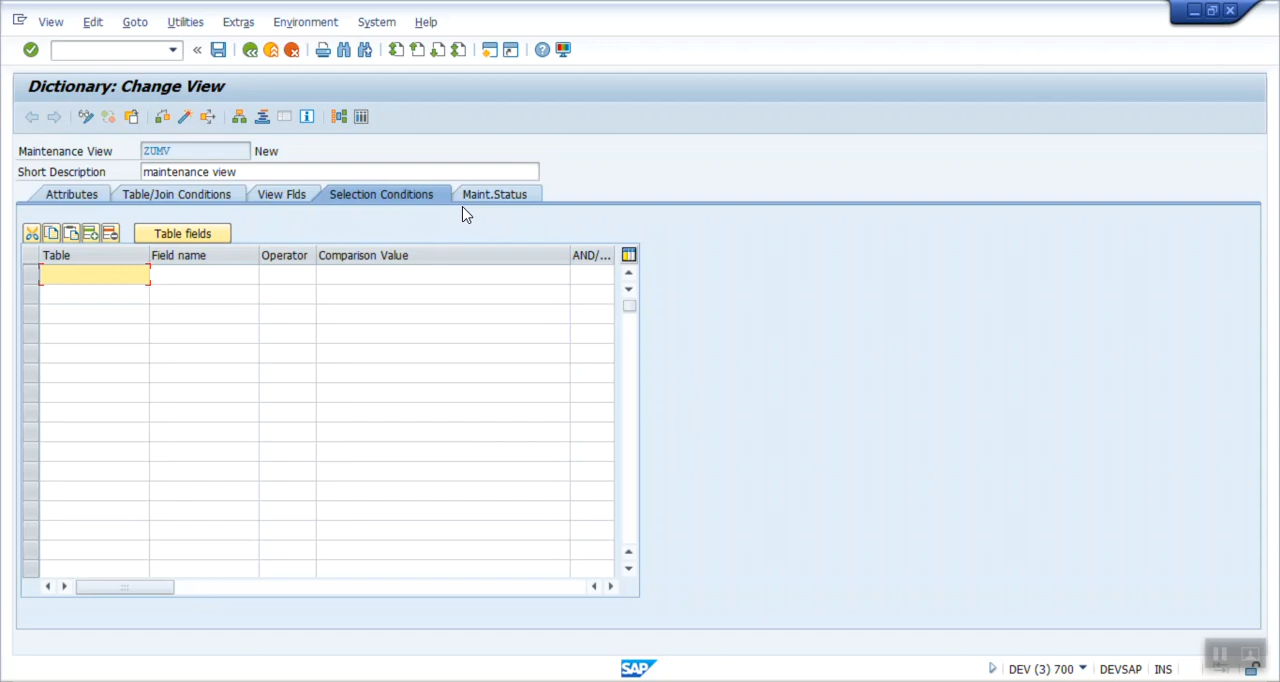 View Edit Goto Utilities Extras Environment System Help
Dictionary: Change View
Maintenance View ZUMV New
Short Description maintenance view
Attributes Table/Join Conditions View Flds Selection Conditions Maint.Status
Table fields
Table Field name Operator Comparison Value AND/...
SAP DEV (3) 700 DEVSAP INS